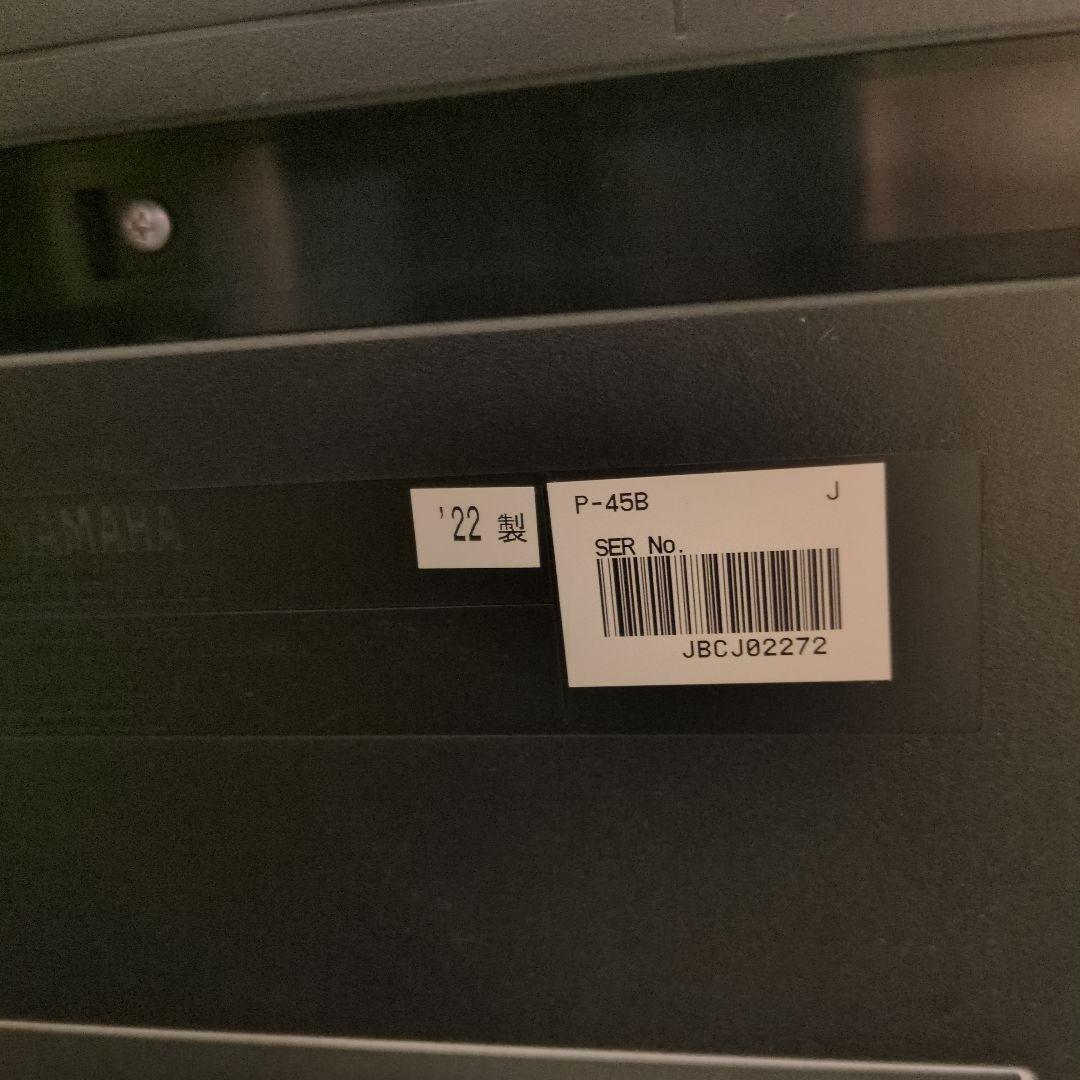 YAMAHA
'22 製
P-45B J
SER No.
JBCJ02272